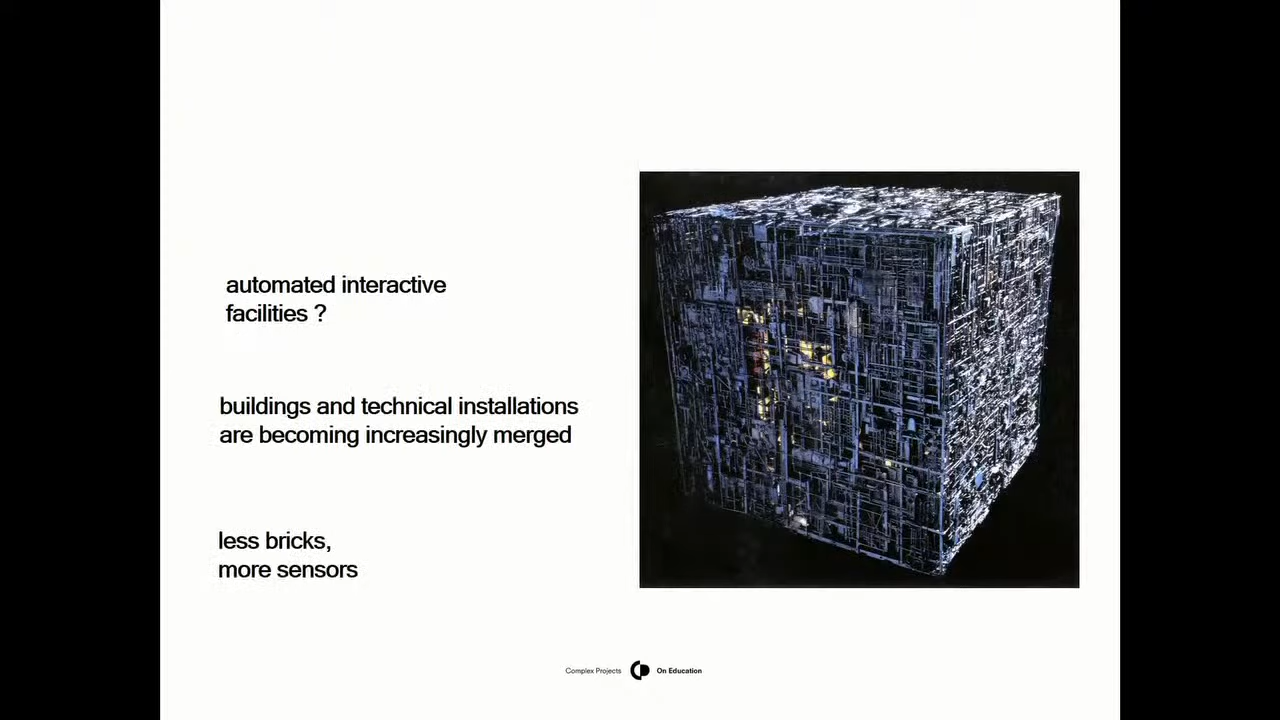 automated interactive
facilities ?
buildings and technical installations
are becoming increasingly merged
less bricks,
more sensors
Complex Projects On Education